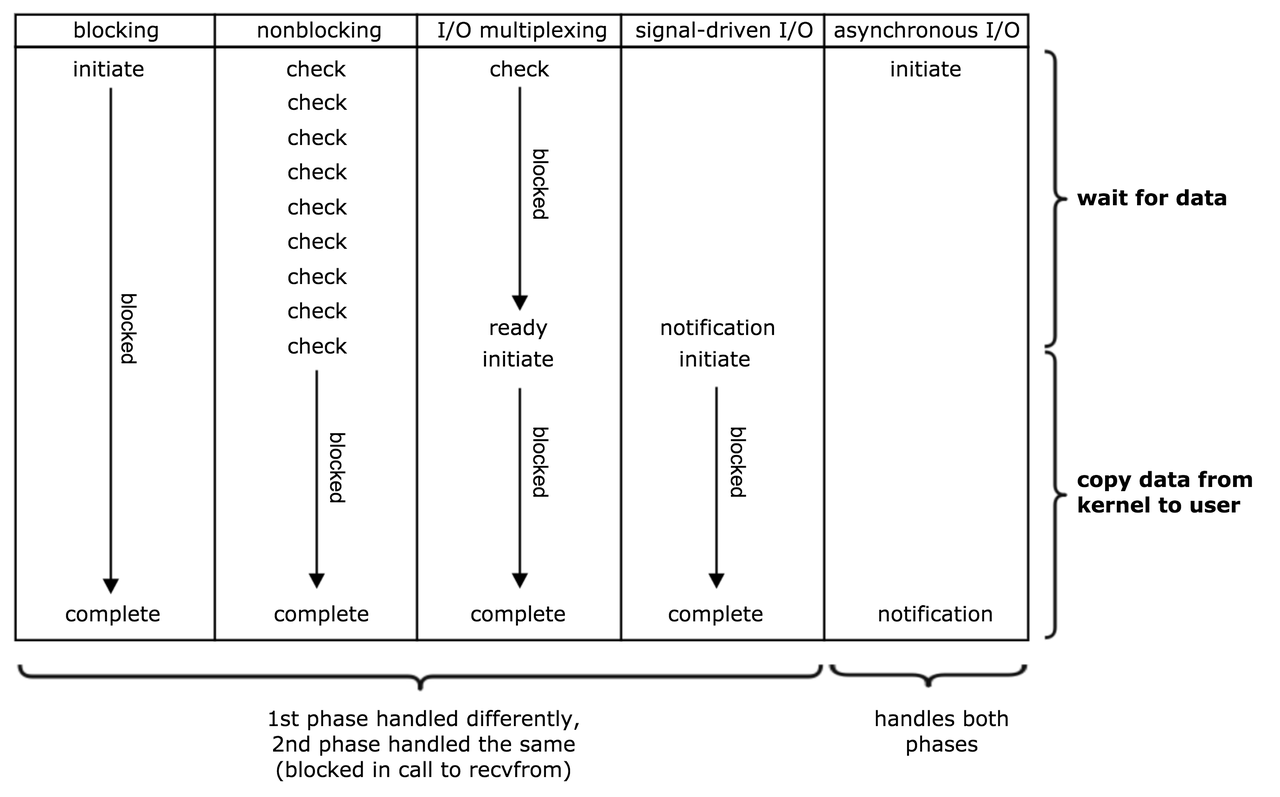 blocking
nonblocking
I/O multiplexing
signal-driven I/O
asynchronous I/O
initiate
blocked
complete
check
check
check
check
check
check
check
check
check
blocked
complete
check
blocked
ready
initiate
blocked
complete
notification
initiate
blocked
complete
initiate
notification
wait for data
copy data from
kernel to user
1st phase handled differently,
2nd phase handled the same
(blocked in call to recvfrom)
handles both
phases